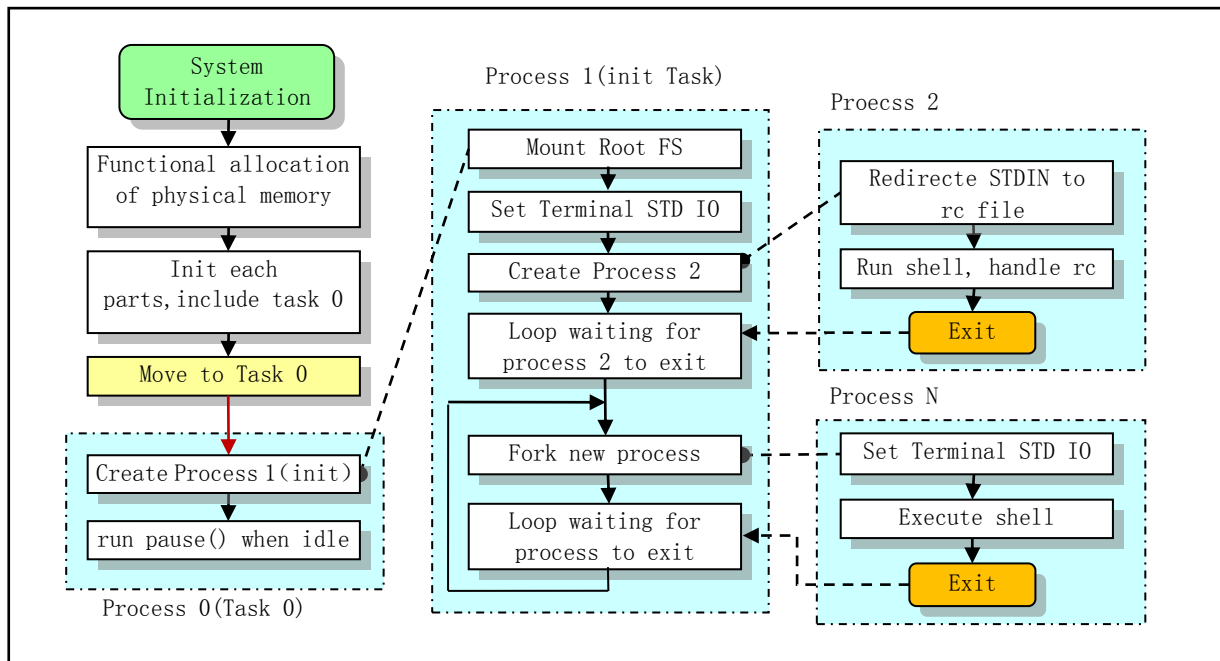 System
Initialization
Functional allocation
of physical memory
Init each
parts,include task 0
Move to Task 0
Create Process 1(init)
run pause() when idle
Process 0(Task 0)
Process 1(init Task)
Mount Root FS
Set Terminal STD IO
Create Process 2
Loop waiting for
process 2 to exit
Fork new process
Loop waiting for
process to exit
Proecss 2
Redirecte STDIN to
rc file
Run shell, handle rc
Exit
Process N
Set Terminal STD IO
Execute shell
Exit